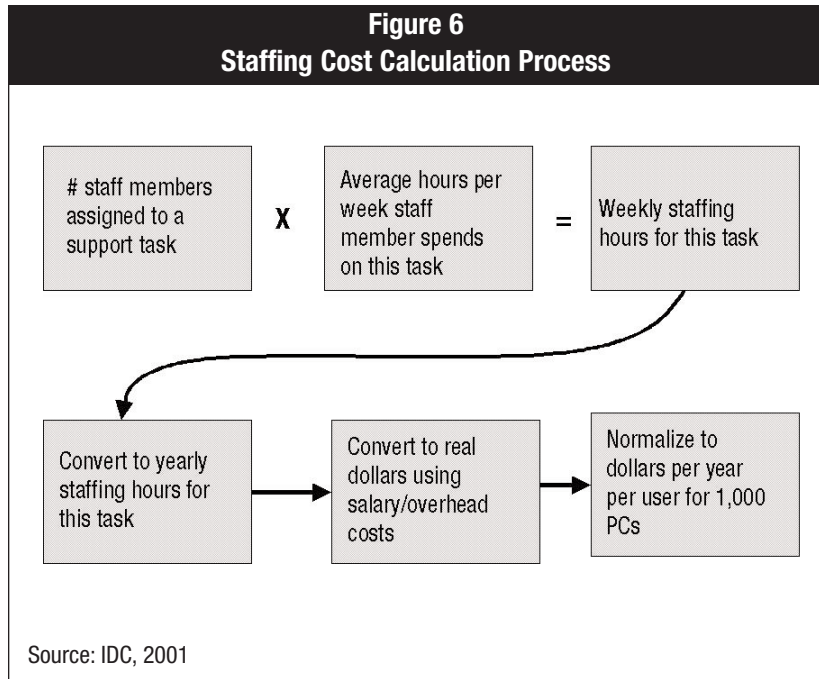 Figure 6
Staffing Cost Calculation Process
# staff members
assigned to a
support task
X
Average hours per
week staff
member spends
on this task
=
Weekly staffing
hours for this task
Convert to yearly
staffing hours for
this task
Convert to real
dollars using
salary/overhead
costs
Normalize to
dollars per year
per user for 1,000
PCs
Source: IDC, 2001